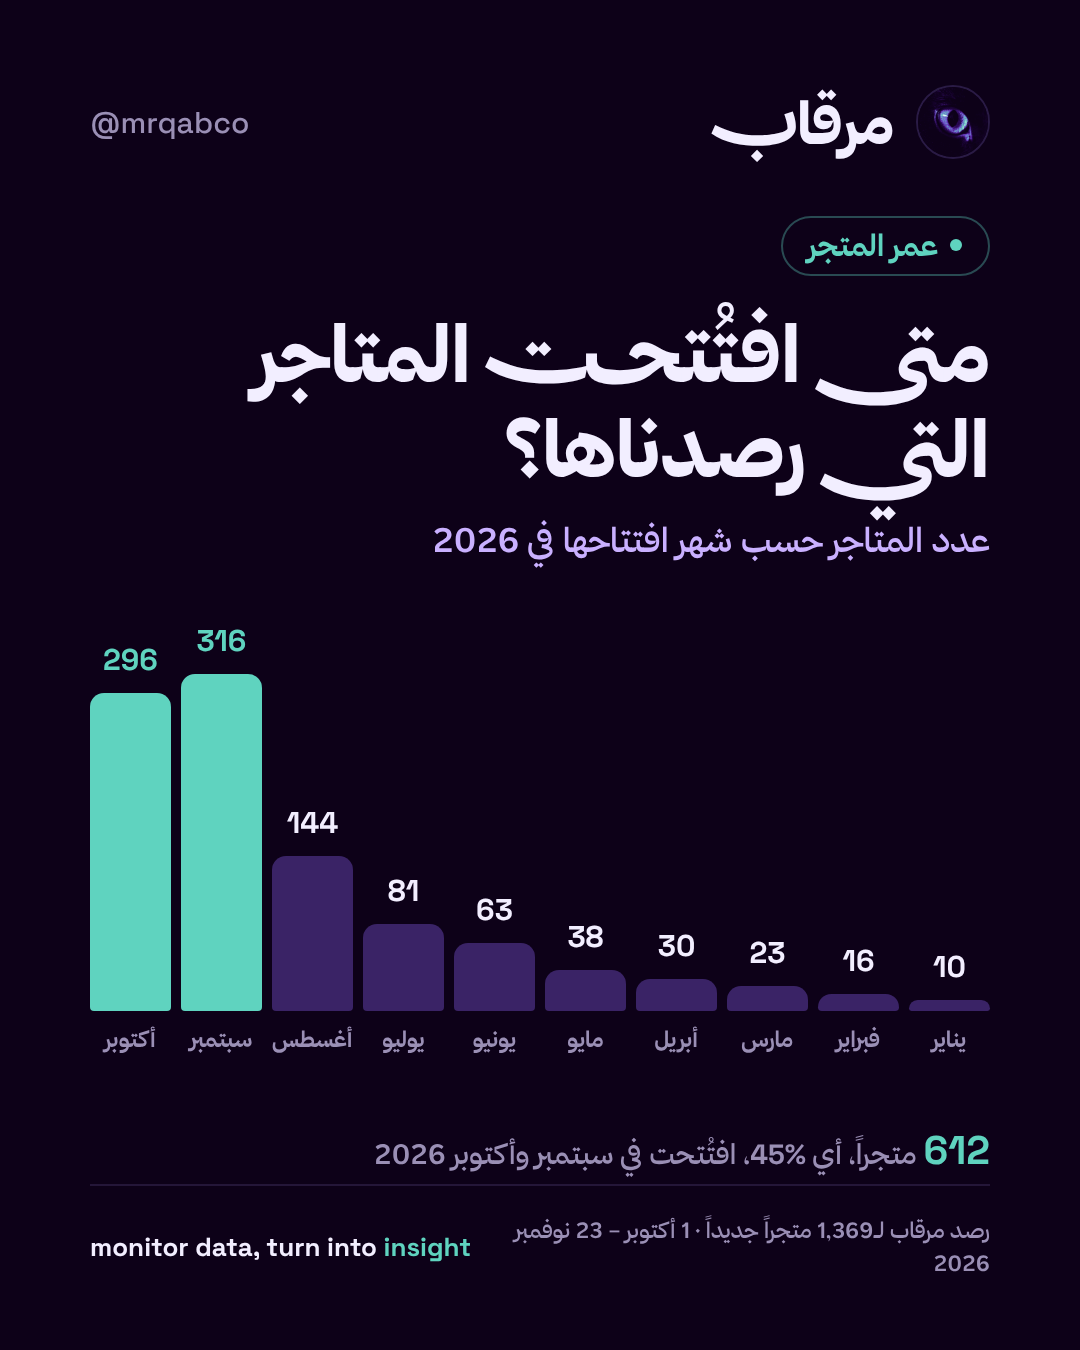 مرقاب
@mrqabco
عمر المتجر
متى افتُتحت المتاجر
التي رصدناها؟
عدد المتاجر حسب شهر افتتاحها في 2026
10
16
23
30
38
63
81
144
316
296
يناير
فبراير
مارس
أبريل
مايو
يونيو
يوليو
أغسطس
سبتمبر
أكتوبر
612 متجراً، أي 45%، افتُتحت في سبتمبر وأكتوبر 2026
رصد مرقاب لـ1,369 متجراً جديداً · 1 أكتوبر – 23 نوفمبر
2026
monitor data, turn into insight